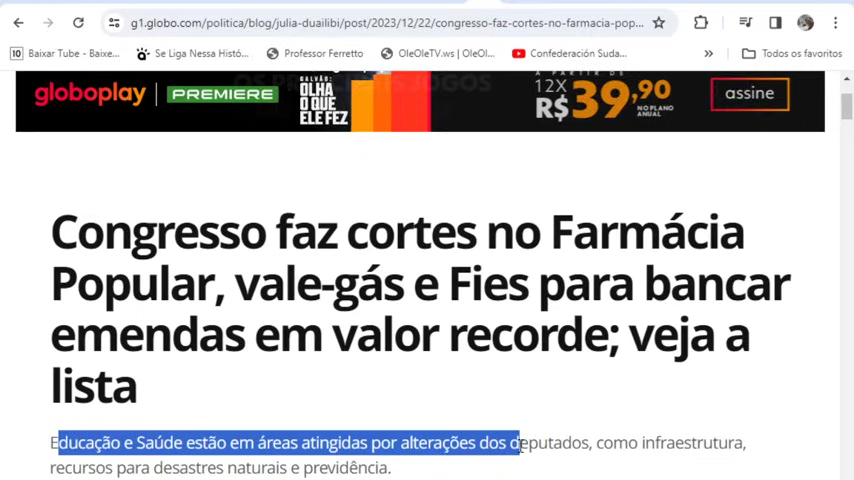 g1.globo.com/politica/blog/julia-duailibi/post/2023/12/22/congresso-faz-cortes-no-farmacia-pop...
10 Baixar Tube - Baixe... Se Liga Nessa Histó... Professor Ferretto OleOleTV.ws | OleOl... Confederación Suda... » Todos os favoritos
globoplay | PREMIERE
GALVÃO:
OLHA
O QUE
ELE FEZ
A PARTIR DE
12X
R$39,90
NO PLANO
ANUAL
assine
Congresso faz cortes no Farmácia
Popular, vale-gás e Fies para bancar
emendas em valor recorde; veja a
lista
Educação e Saúde estão em áreas atingidas por alterações dos deputados, como infraestrutura,
recursos para desastres naturais e previdência.